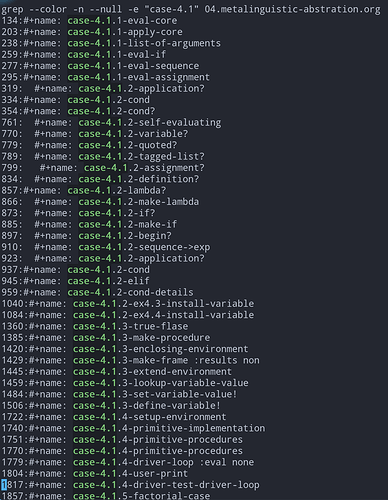 grep --color -n --null -e "case-4.1" 04.metalinguistic-abstration.org
134:#+name: case-4.1.1-eval-core
203:#+name: case-4.1.1-apply-core
238:#+name: case-4.1.1-list-of-arguments
259:#+name: case-4.1.1-eval-if
277:#+name: case-4.1.1-eval-sequence
295:#+name: case-4.1.1-eval-assignment
319:  #+name: case-4.1.2-application?
334:#+name: case-4.1.2-cond
354:#+name: case-4.1.2-cond?
761:  #+name: case-4.1.2-self-evaluating
770:  #+name: case-4.1.2-variable?
779:  #+name: case-4.1.2-quoted?
789:  #+name: case-4.1.2-tagged-list?
799:   #+name: case-4.1.2-assignment?
834:  #+name: case-4.1.2-definition?
857:#+name: case-4.1.2-lambda?
866:  #+name: case-4.1.2-make-lambda
873:  #+name: case-4.1.2-if?
885:  #+name: case-4.1.2-make-if
897:  #+name: case-4.1.2-begin?
910:  #+name: case-4.1.2-sequence->exp
923:  #+name: case-4.1.2-application?
937:#+name: case-4.1.2-cond
945:#+name: case-4.1.2-elif
959:#+name: case-4.1.2-cond-details
1040:#+name: case-4.1.2-ex4.3-install-variable
1084:#+name: case-4.1.2-ex4.4-install-variable
1360:#+name: case-4.1.3-true-flase
1385:#+name: case-4.1.3-make-procedure
1420:#+name: case-4.1.3-enclosing-environment
1429:#+name: case-4.1.3-make-frame :results non
1445:#+name: case-4.1.3-extend-environment
1459:#+name: case-4.1.3-lookup-variable-value
1484:#+name: case-4.1.3-set-variable-value!
1506:#+name: case-4.1.3-define-variable!
1722:#+name: case-4.1.4-setup-environment
1740:#+name: case-4.1.4-primitive-implementation
1751:#+name: case-4.1.4-primitive-procedures
1770:#+name: case-4.1.4-primitive-procedures
1779:#+name: case-4.1.4-driver-loop :eval none
1804:#+name: case-4.1.4-user-print
1817:#+name: case-4.1.4-driver-test-driver-loop
1857:#+name: case-4.1.5-factorial-case